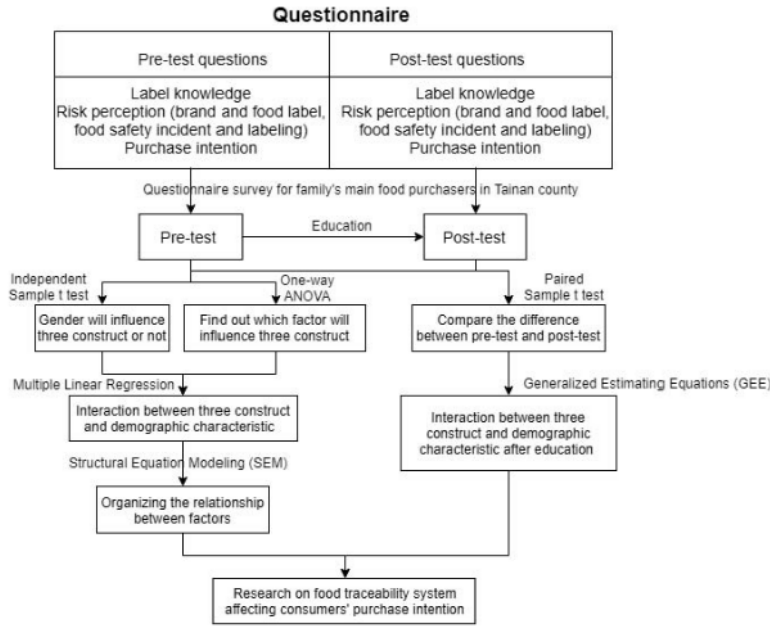 Questionnaire
Pre-test questions
Post-test questions
Label knowledge
Risk perception (brand and food label,
food safety incident and labeling)
Purchase intention
Label knowledge
Risk perception (brand and food label,
food safety incident and labeling)
Purchase intention
Questionnaire survey for family's main food purchasers in Tainan county
Pre-test
Education
Post-test
Independent
Sample t test
One-way
ANOVA
Paired
Sample t test
Gender will influence
three construct or not
Find out which factor will
influence three construct
Compare the difference
between pre-test and post-test
Multiple Linear Regression
Generalized Estimating Equations (GEE)
Interaction between three construct
and demographic characteristic
Interaction between three
construct and demographic
characteristic after education
Structural Equation Modeling (SEM)
Organizing the relationship
between factors
Research on food traceability system
affecting consumers' purchase intention